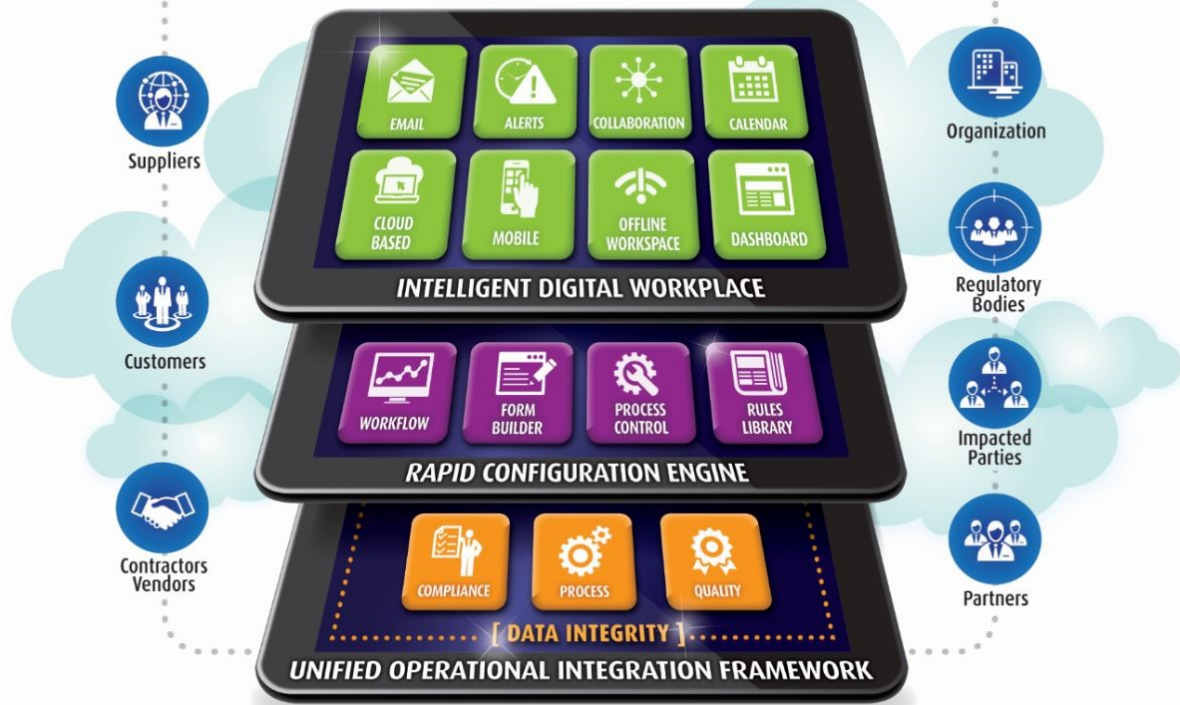 Suppliers
Customers
Contractors
Vendors
EMAIL
ALERTS
COLLABORATION
CALENDAR
CLOUD
BASED
MOBILE
OFFLINE
WORKSPACE
DASHBOARD
INTELLIGENT DIGITAL WORKPLACE
WORKFLOW
FORM
BUILDER
PROCESS
CONTROL
RULES
LIBRARY
RAPID CONFIGURATION ENGINE
COMPLIANCE
PROCESS
QUALITY
[ DATA INTEGRITY ]
UNIFIED OPERATIONAL INTEGRATION FRAMEWORK
Organization
Regulatory
Bodies
Impacted
Parties
Partners